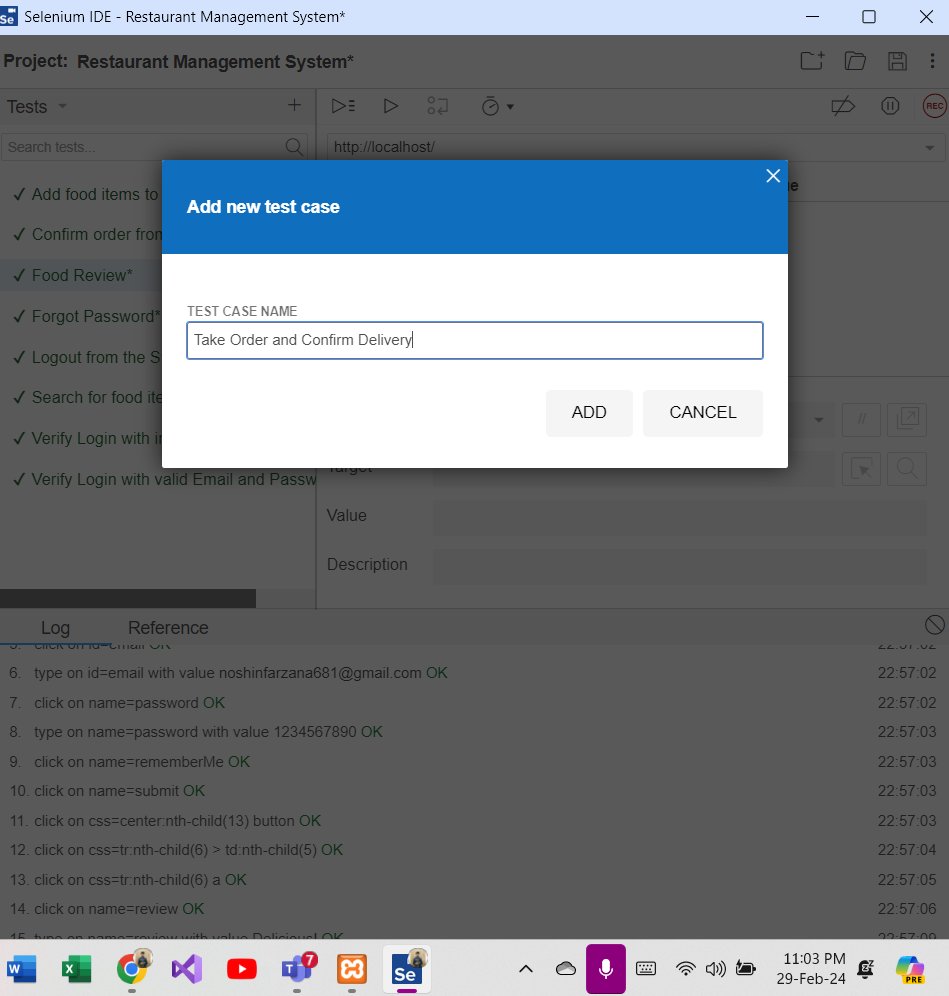 Selenium IDE - Restaurant Management System*
Project: Restaurant Management System*
Tests
REC
Search tests...
http://localhost/
Add new test case
✓ Add food items to
✓ Confirm order from
✓ Food Review*
✓ Forgot Password*
✓ Logout from the S
✓ Search for food ite
✓ Verify Login with in
✓ Verify Login with valid Email and Passw
TEST CASE NAME
Take Order and Confirm Delivery
ADD CANCEL
//
Target
Value
Description
Log Reference
5. click on id=email OK 22:57:02
6. type on id=email with value noshinfarzana681@gmail.com OK 22:57:02
7. click on name=password OK 22:57:02
8. type on name=password with value 1234567890 OK 22:57:03
9. click on name=rememberMe OK 22:57:03
10. click on name=submit OK 22:57:03
11. click on css=center:nth-child(13) button OK 22:57:03
12. click on css=tr:nth-child(6) > td:nth-child(5) OK 22:57:04
13. click on css=tr:nth-child(6) a OK 22:57:05
14. click on name=review OK 22:57:06
15. type on name=review with value Delicious! OK 22:57:09
7
Se
11:03 PM
29-Feb-24
PRE